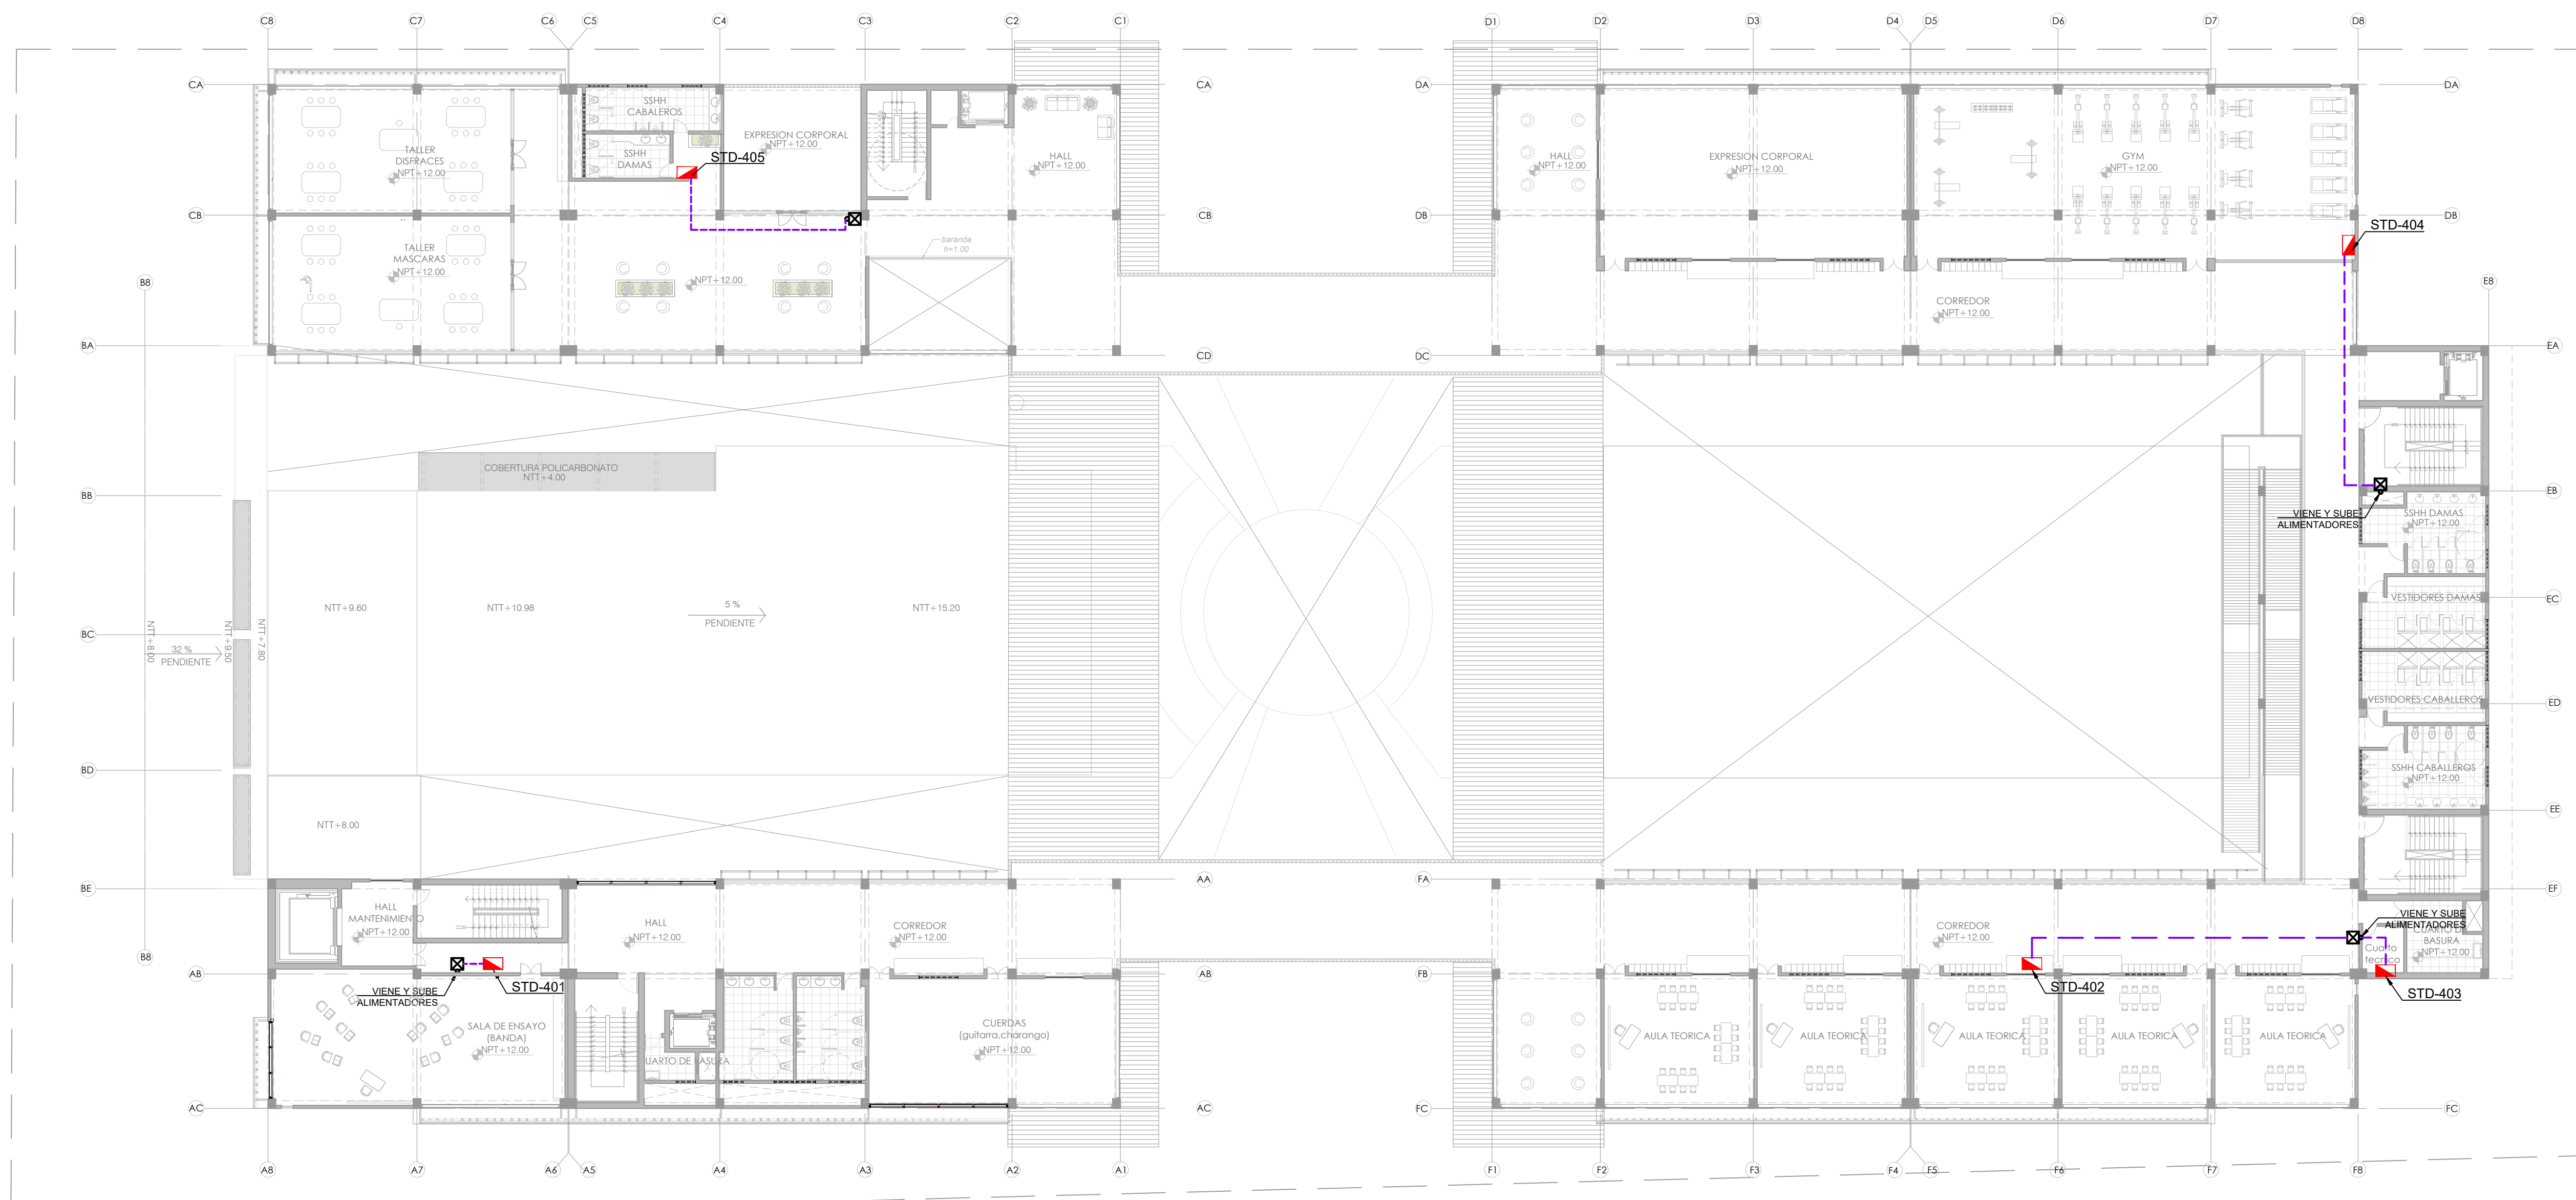 C8 C7 C6 C5 C4 C3 C2 C1 D1 D2 D3 D4 D5 D6 D7 D8
CA CA DA DA
SSHH
CABALEROS
TALLER
DISFRACES
NPT+12.00
SSHH
DAMAS
STD-405
EXPRESION CORPORAL
NPT+12.00
HALL
NPT+12.00
HALL
NPT+12.00
EXPRESION CORPORAL
NPT+12.00
GYM
NPT+12.00
CB CB DB DB
STD-404
TALLER
MASCARAS
NPT+12.00
NPT+12.00
baranda
h=1.00
CORREDOR
NPT+12.00
B8 E8
BA CD DC EA
COBERTURA POLICARBONATO
NTT+4.00
BB EB
VIENE Y SUBE
ALIMENTADORES
SSHH DAMAS
NPT+12.00
NTT+9.60
NTT+10.98
5 %
PENDIENTE
NTT+15.20
VESTIDORES DAMAS
EC
BC
NTT+8.00
32 %
PENDIENTE
NTT+9.50
NTT+7.80
VESTIDORES CABALLEROS
ED
BD
SSHH CABALLEROS
NPT+12.00
EE
NTT+8.00
BE AA FA EF
HALL
MANTENIMIENTO
NPT+12.00
HALL
NPT+12.00
CORREDOR
NPT+12.00
CORREDOR
NPT+12.00
VIENE Y SUBE
ALIMENTADORES
CUARTO DE
BASURA
NPT+12.00
Cuarto
tecnico
B8
AB AB FB
VIENE Y SUBE
ALIMENTADORES
STD-401
STD-402
STD-403
SALA DE ENSAYO
(BANDA)
NPT+12.00
UARTO DE BASURA
CUERDAS
(guitarra,charango)
NPT+12.00
AULA TEORICA
AULA TEORICA
AULA TEORICA
AULA TEORICA
AULA TEORICA
AC AC FC FC
A8 A7 A6 A5 A4 A3 A2 A1 F1 F2 F3 F4 F5 F6 F7 F8